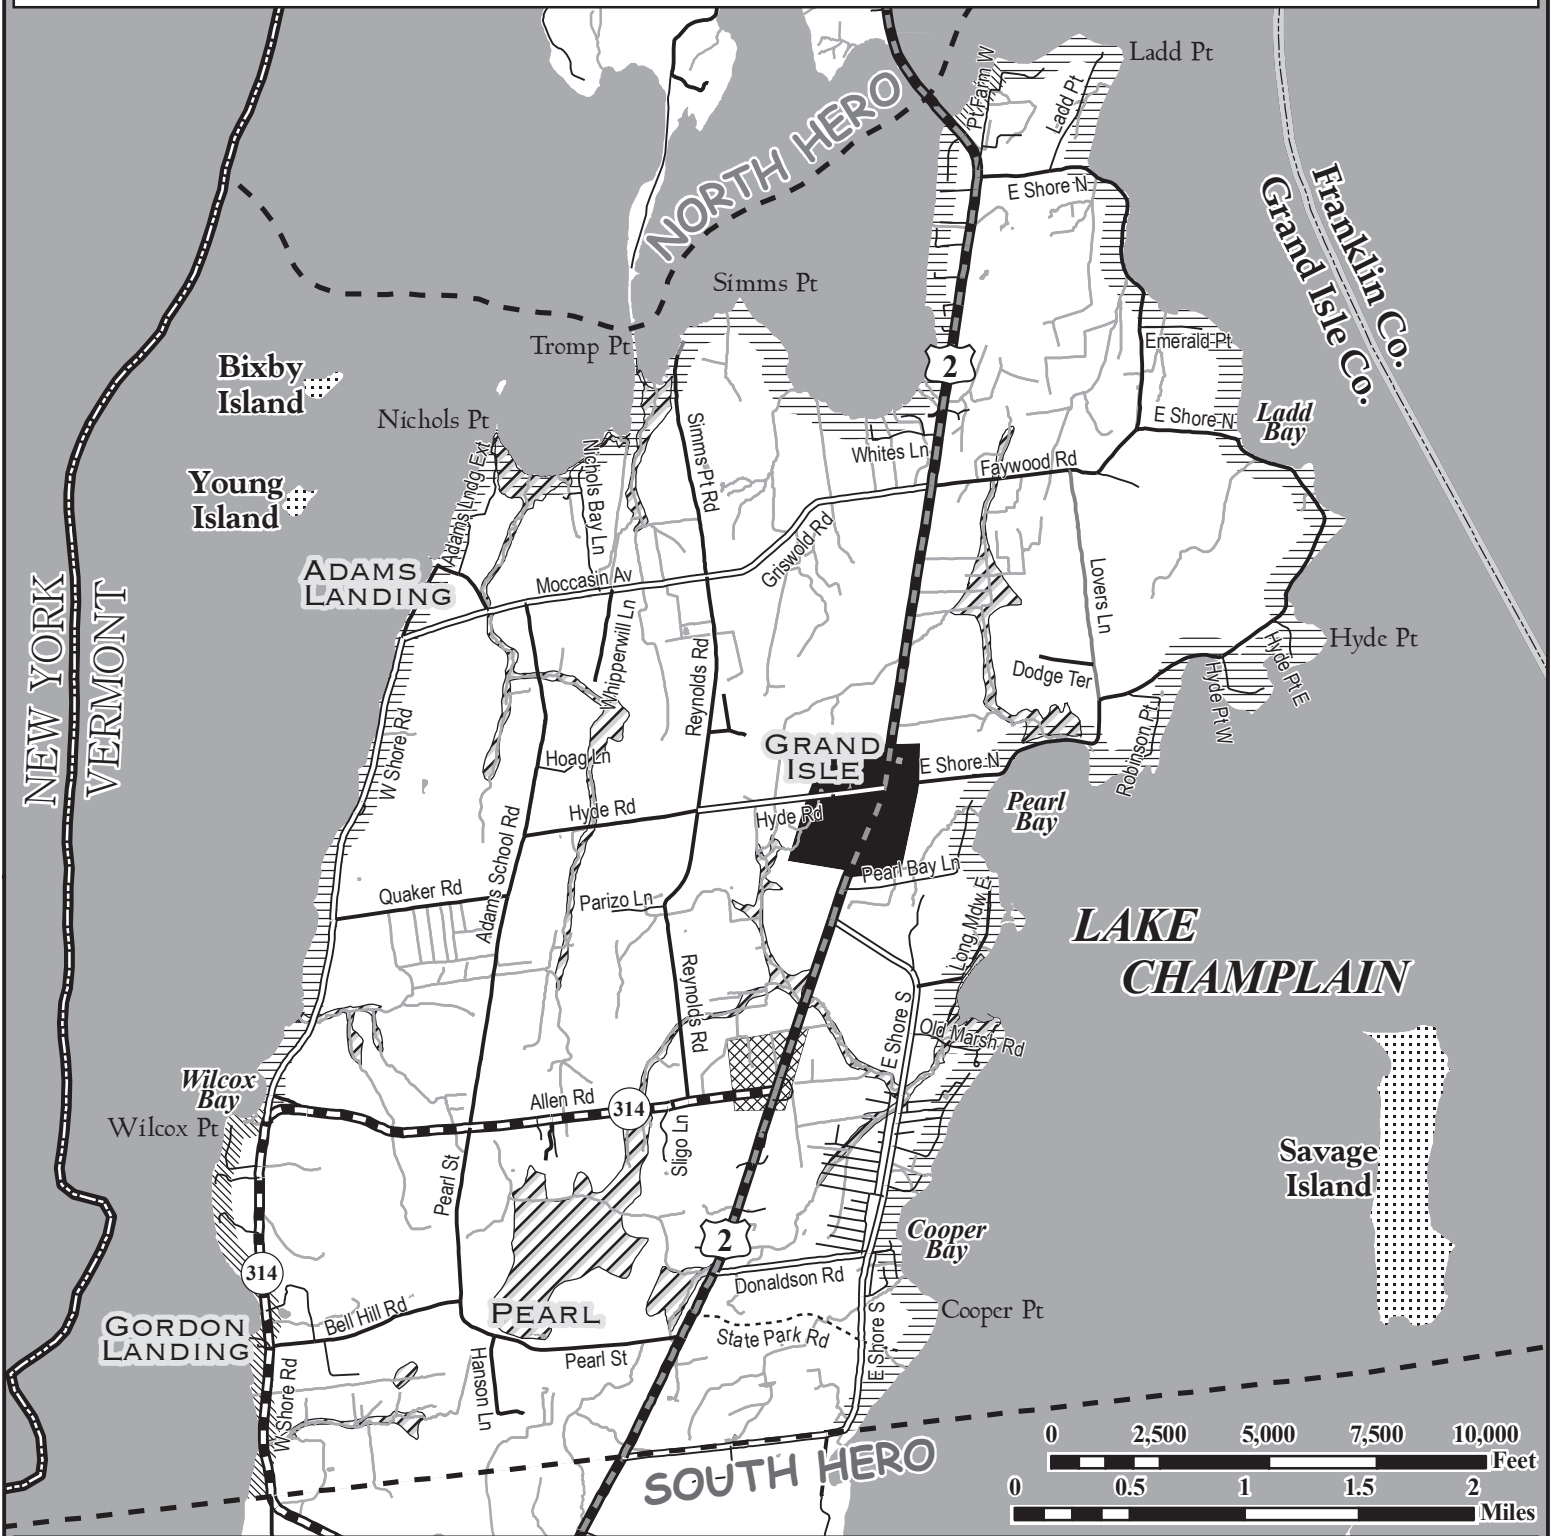 Ladd Pt
Pt Farm W
Ladd Pt
NORTH HERO
E Shore N
Franklin Co.
Grand Isle Co.
Simms Pt
Tromp Pt
Emerald Pt
2
Bixby
Island
Nichols Pt
E Shore N
Ladd
Bay
Simms Pt Rd
Whites Ln
Faywood Rd
Adams Lndg Ext
Nichols Bay Ln
Young
Island
Griswold Rd
ADAMS
LANDING
Moccasin Av
Lovers Ln
NEW YORK
VERMONT
Whipperwill Ln
Reynolds Rd
Hyde Pt
Hyde Pt E
Hyde Pt W
Dodge Ter
Robinson Pt
W Shore Rd
GRAND
ISLE
Hoag Ln
E Shore N
Hyde Rd
Hyde Rd
Pearl
Bay
Adams School Rd
Pearl Bay Ln
Quaker Rd
Parizo Ln
Long Mdw E
LAKE
CHAMPLAIN
Reynolds Rd
E Shore S
Old Marsh Rd
Wilcox
Bay
Wilcox Pt
Allen Rd
314
Sligo Ln
Pearl St
Savage
Island
2
Cooper
Bay
314
Donaldson Rd
Bell Hill Rd
PEARL
Cooper Pt
GORDON
LANDING
State Park Rd
E Shore S
Pearl St
Hanson Ln
W Shore Rd
SOUTH HERO
0 2,500 5,000 7,500 10,000
Feet
0 0.5 1 1.5 2
Miles